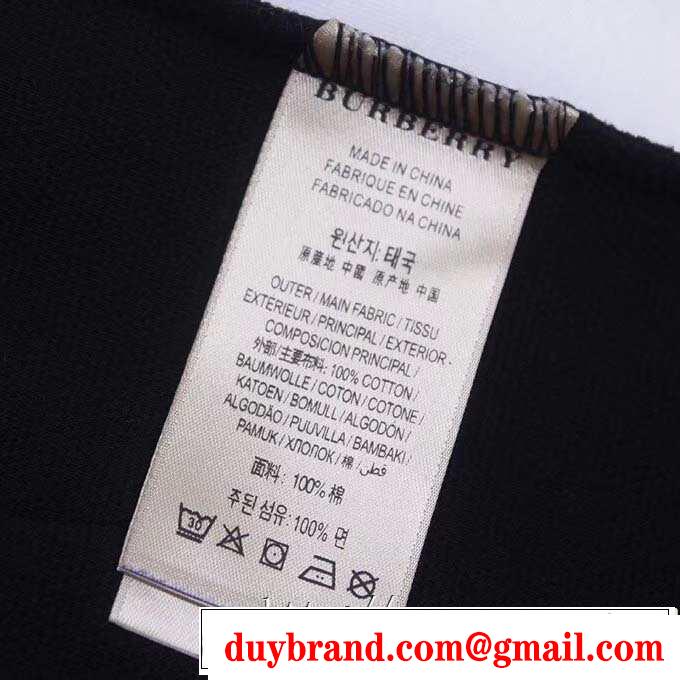 BURBERRY
MADE IN CHINA
FABRIQUE EN CHINE
FABRICADO NA CHINA
원산지: 태국
原産地 中國 原产地 中国
OUTER / MAIN FABRIC / TISSU
EXTERIEUR / PRINCIPAL / EXTERIOR -
COMPOSICION PRINCIPAL /
外部/主要布料: 100% COTTON /
BAUMWOLLE / COTON / COTONE /
KATOEN / BOMULL / ALGODÓN /
ALGODÃO / PUUVILLA / BAMBAKI /
PAMUK / ХЛОПОК / 棉 / قطن
面料: 100% 棉
주된섬유: 100% 면
30
duybrand.com@gmail.com